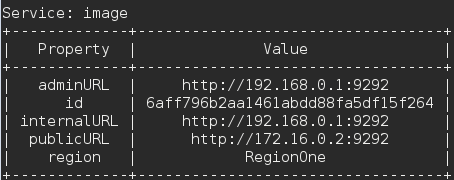 Service: image
+-------------+----------------------------------+
|   Property  |              Value               |
+-------------+----------------------------------+
|   adminURL  |     http://192.168.0.1:9292      |
|      id     | 6aff796b2aa1461abdd88fa5df15f264 |
| internalURL |     http://192.168.0.1:9292      |
|  publicURL  |      http://172.16.0.2:9292      |
|    region   |            RegionOne             |
+-------------+----------------------------------+